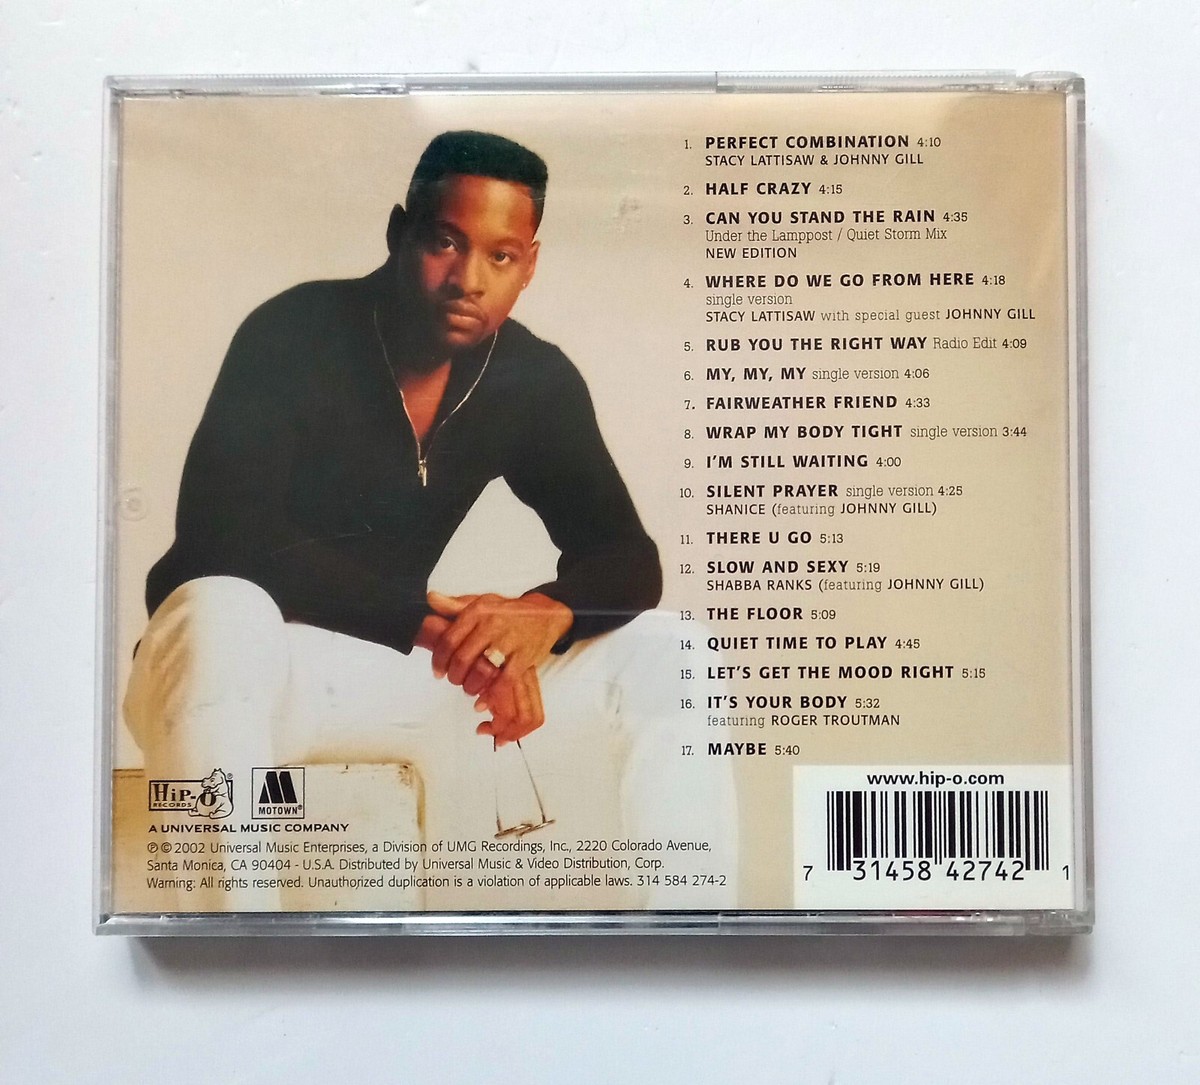 1. PERFECT COMBINATION 4:10
STACY LATTISAW & JOHNNY GILL
2. HALF CRAZY 4:15
3. CAN YOU STAND THE RAIN 4:35
Under the Lamppost / Quiet Storm Mix
NEW EDITION
4. WHERE DO WE GO FROM HERE 4:18
single version
STACY LATTISAW with special guest JOHNNY GILL
5. RUB YOU THE RIGHT WAY Radio Edit 4:09
6. MY, MY, MY single version 4:06
7. FAIRWEATHER FRIEND 4:33
8. WRAP MY BODY TIGHT single version 3:44
9. I'M STILL WAITING 4:00
10. SILENT PRAYER single version 4:25
SHANICE (featuring JOHNNY GILL)
11. THERE U GO 5:13
12. SLOW AND SEXY 5:19
SHABBA RANKS (featuring JOHNNY GILL)
13. THE FLOOR 5:09
14. QUIET TIME TO PLAY 4:45
15. LET'S GET THE MOOD RIGHT 5:15
16. IT'S YOUR BODY 5:32
featuring ROGER TROUTMAN
17. MAYBE 5:40
HIP-O®
RECORDS
M
MOTOWN®
A UNIVERSAL MUSIC COMPANY
℗ © 2002 Universal Music Enterprises, a Division of UMG Recordings, Inc., 2220 Colorado Avenue,
Santa Monica, CA 90404 - U.S.A. Distributed by Universal Music & Video Distribution, Corp.
Warning: All rights reserved. Unauthorized duplication is a violation of applicable laws. 314 584 274-2
www.hip-o.com
7 31458 42742 1